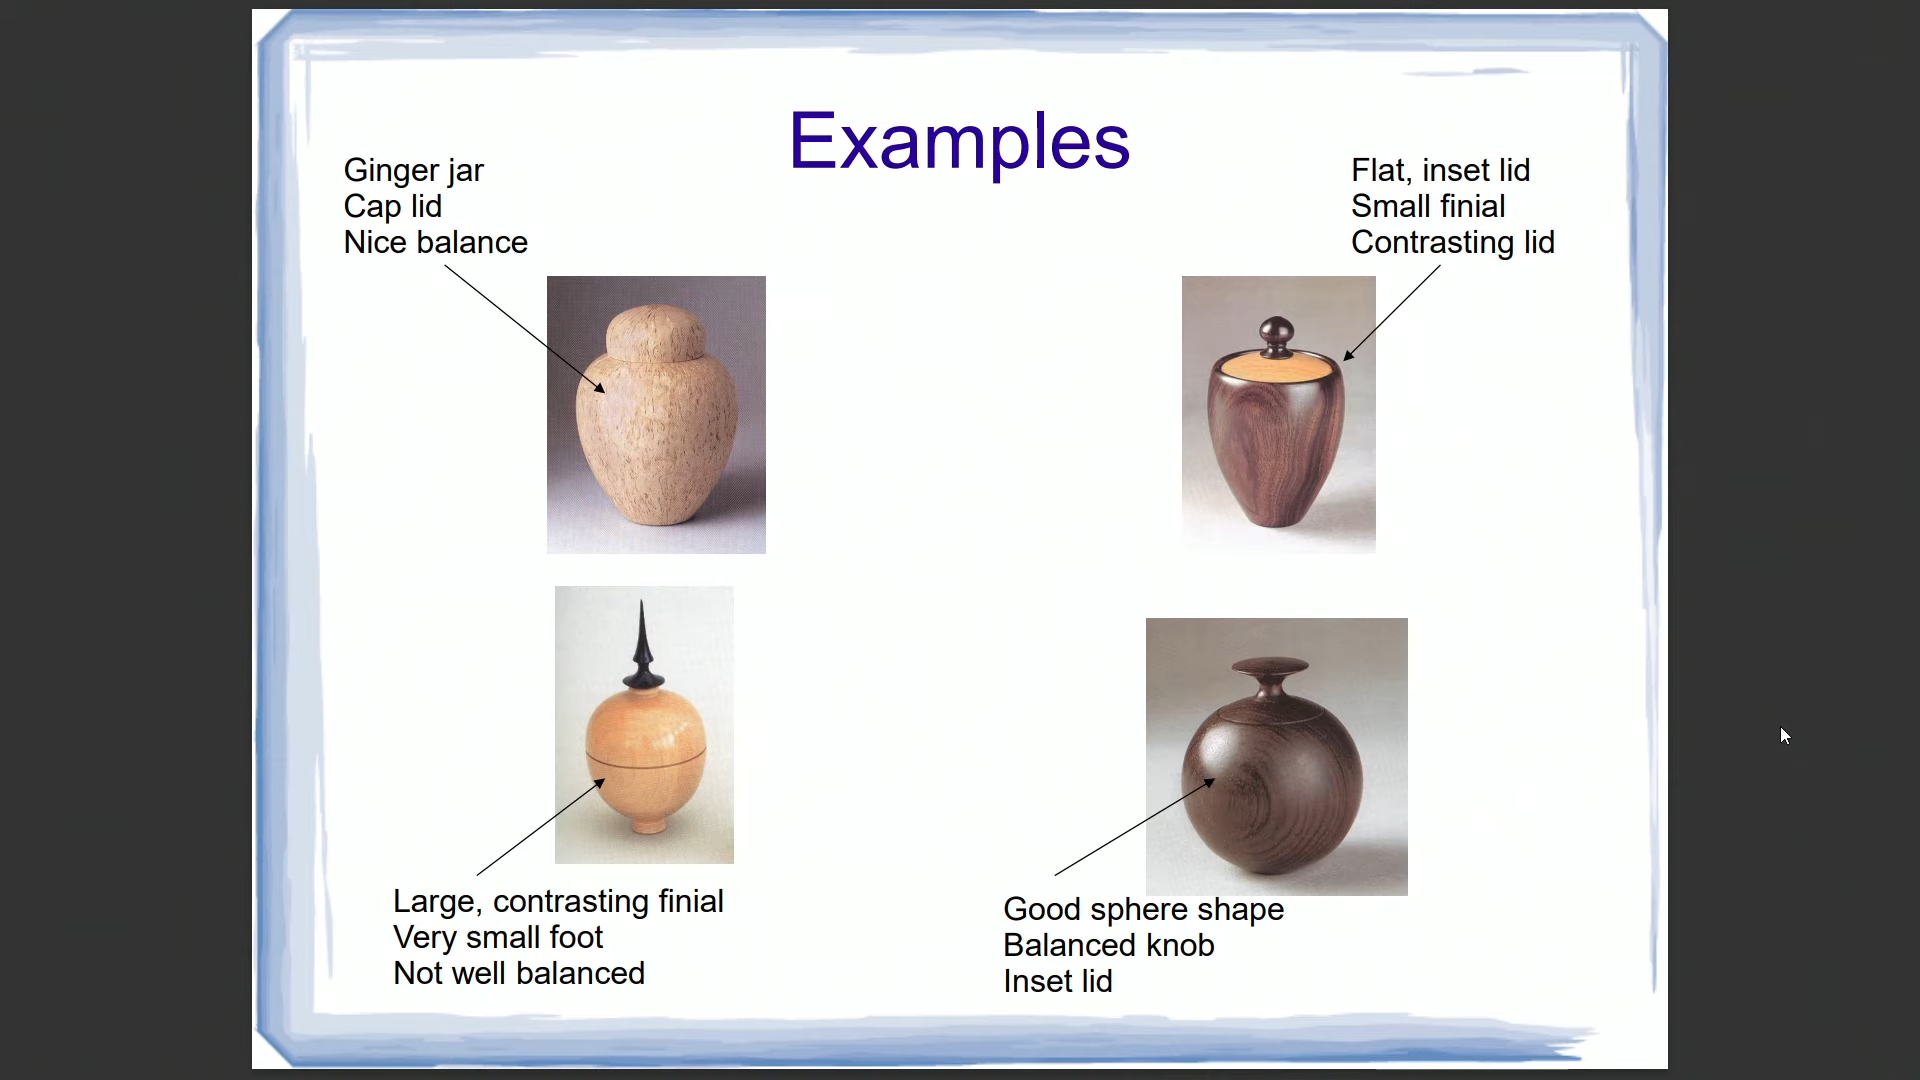 Examples
Ginger jar
Cap lid
Nice balance
Flat, inset lid
Small finial
Contrasting lid
Large, contrasting finial
Very small foot
Not well balanced
Good sphere shape
Balanced knob
Inset lid